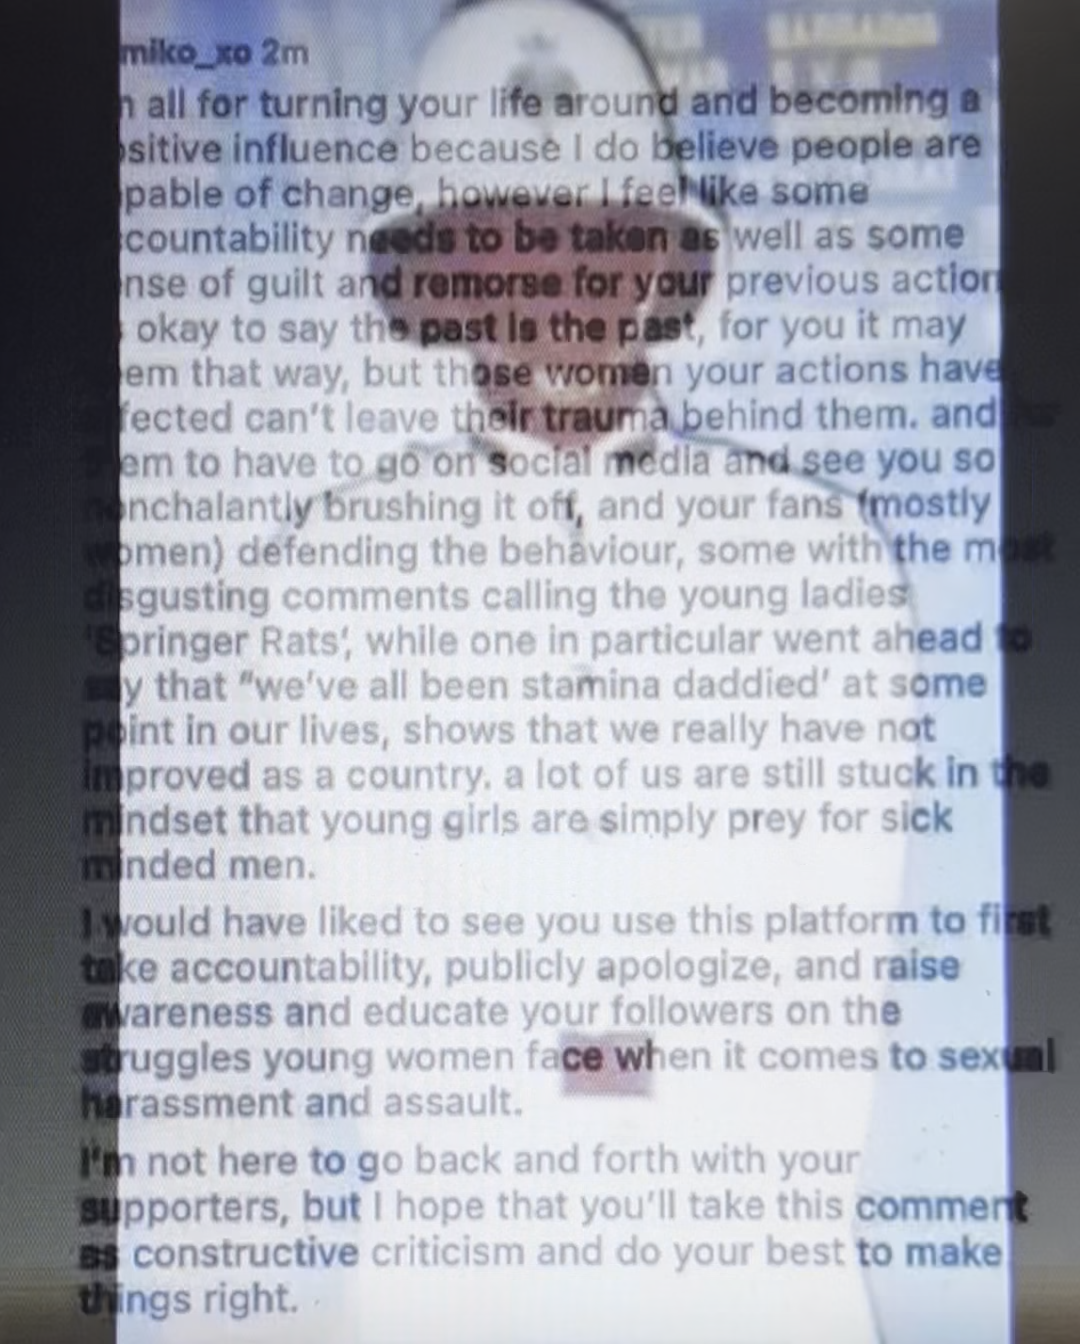 miko_xo 2m
n all for turning your life around and becoming a
sitive influence because I do believe people are
pable of change, however I feel like some
countability needs to be taken as well as some
nse of guilt and remorse for your previous action
okay to say the past is the past, for you it may
em that way, but those women your actions have
fected can't leave their trauma behind them. and
em to have to go on social media and see you so
nonchalantly brushing it off, and your fans (mostly
women) defending the behaviour, some with the most
disgusting comments calling the young ladies
'Springer Rats', while one in particular went ahead to
say that "we've all been stamina daddied' at some
point in our lives, shows that we really have not
improved as a country. a lot of us are still stuck in the
mindset that young girls are simply prey for sick
minded men.
I would have liked to see you use this platform to first
take accountability, publicly apologize, and raise
awareness and educate your followers on the
struggles young women face when it comes to sexual
harassment and assault.
I'm not here to go back and forth with your
supporters, but I hope that you'll take this comment
as constructive criticism and do your best to make
things right.